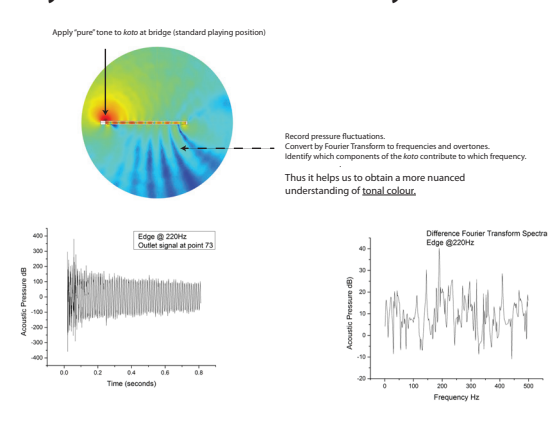 Apply "pure" tone to koto at bridge (standard playing position)
Record pressure fluctuations.
Convert by Fourier Transform to frequencies and overtones.
Identify which components of the koto contribute to which frequency.
Thus it helps us to obtain a more nuanced
understanding of tonal colour.
Edge @ 220Hz
Outlet signal at point 73
Acoustic Pressure dB
400
300
200
100
0
-100
-200
-300
-400
0.0
0.2
0.4
0.6
0.8
Time (seconds)
Difference Fourier Transform Spectra
Edge @220Hz
Acoustic Pressure (dB)
40
30
20
10
0
-10
-20
0
100
200
300
400
500
Frequency Hz